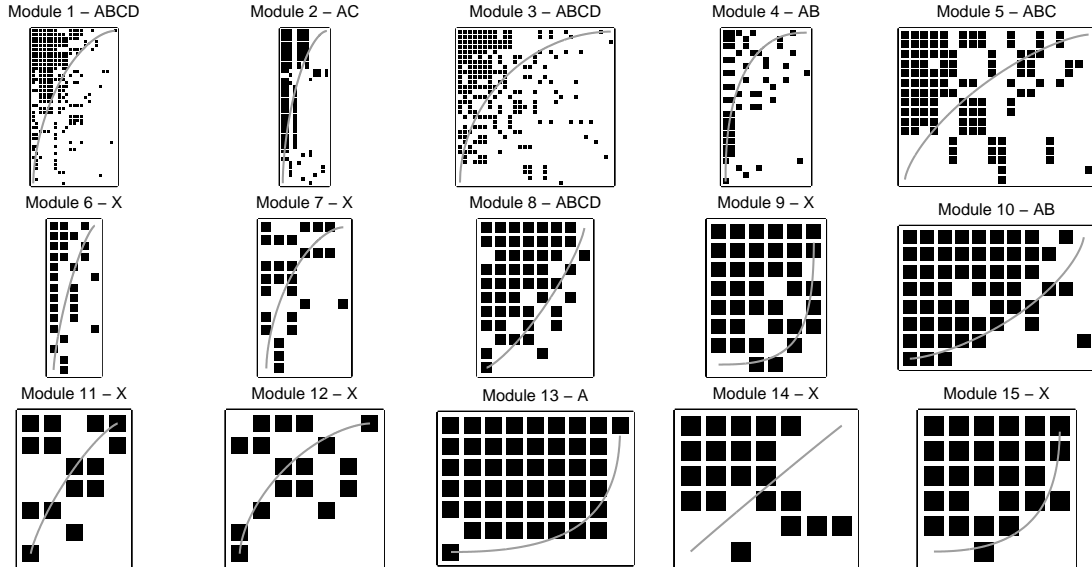 Module 1 − ABCD
Module 2 − AC
Module 3 − ABCD
Module 4 − AB
Module 5 − ABC
Module 6 − X
Module 7 − X
Module 8 − ABCD
Module 9 − X
Module 10 − AB
Module 11 − X
Module 12 − X
Module 13 − A
Module 14 − X
Module 15 − X